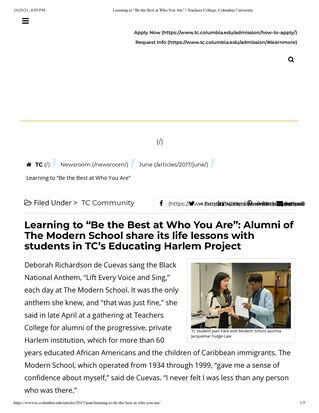 10/29/21, 4:05 PM Learning to “Be the Best at Who You Are” | Teachers College, Columbia University
Apply Now (https://www.tc.columbia.edu/admission/how-to-apply/)
Request Info (https://www.tc.columbia.edu/admission/#learnmore)
(/)
TC (/) Newsroom (/newsroom/) June (/articles/2017/june/)
Learning to “Be the Best at Who You Are”
Filed Under > TC Community
Learning to “Be the Best at Who You Are”: Alumni of
The Modern School share its life lessons with
students in TC’s Educating Harlem Project
Deborah Richardson de Cuevas sang the Black
National Anthem, “Lift Every Voice and Sing,”
each day at The Modern School. It was the only
anthem she knew, and "that was just fine," she
said in late April at a gathering at Teachers
College for alumni of the progressive, private
Harlem institution, which for more than 60
TC student Jean Park with Modern School alumna
Jacquemar Fudge-Law
years educated African Americans and the children of Caribbean immigrants. The
Modern School, which operated from 1934 through 1999, “gave me a sense of
confidence about myself,” said de Cuevas. “I never felt I was less than any person
who was there.”
https://www.tc.columbia.edu/articles/2017/june/learning-to-be-the-best-at-who-you-are/ 1/5